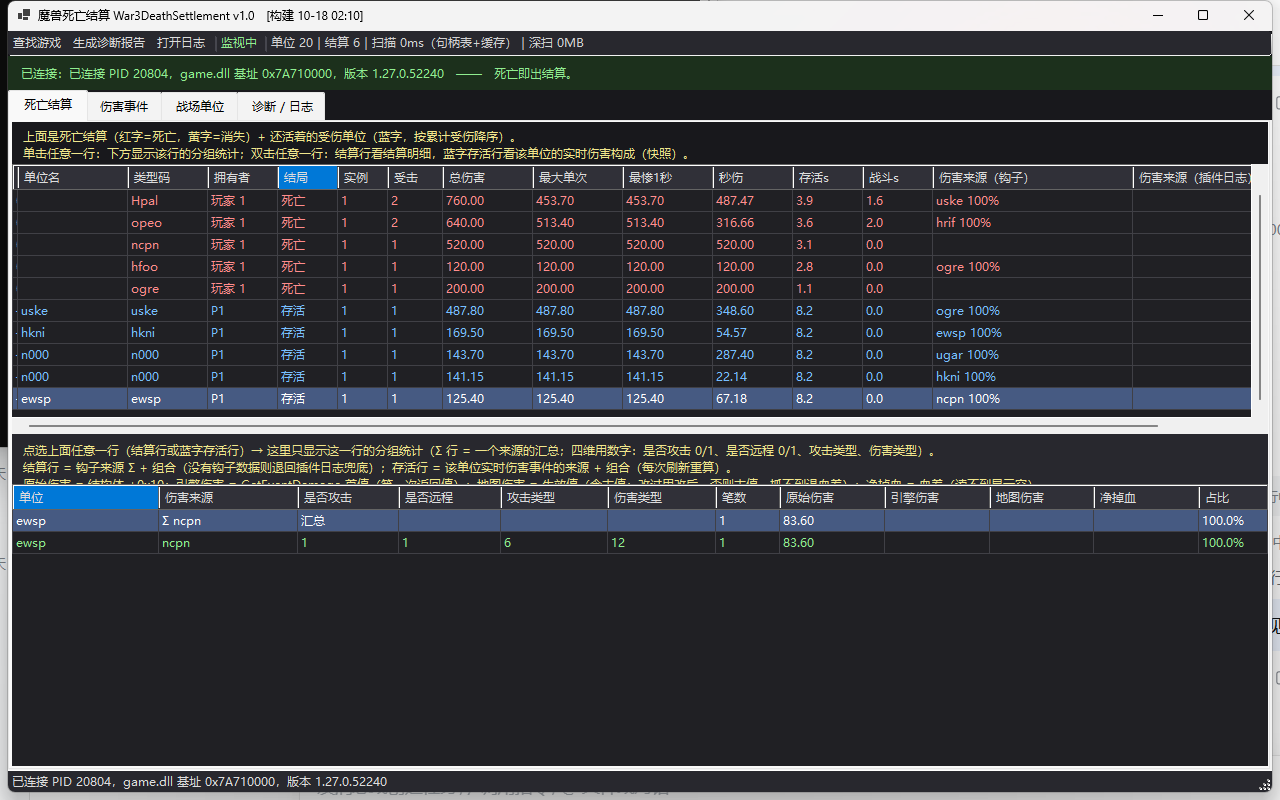 魔兽死亡结算 War3DeathSettlement v1.0 [构建 10-18 02:10]
查找游戏 生成诊断报告 打开日志 | 监视中 | 单位 20 | 结算 6 | 扫描 0ms（句柄表+缓存） | 深扫 0MB
已连接：已连接 PID 20804，game.dll 基址 0x7A710000，版本 1.27.0.52240 —— 死亡即出结算。
死亡结算 伤害事件 战场单位 诊断 / 日志
上面是死亡结算（红字=死亡，黄字=消失）+ 还活着的受伤单位（蓝字，按累计受伤降序）。
单击任意一行：下方显示该行的分组统计；双击任意一行：结算行看结算明细，蓝字存活行看该单位的实时伤害构成（快照）。
单位名 类型码 拥有者 结局 实例 受击 总伤害 最大单次 最惨1秒 秒伤 存活s 战斗s 伤害来源（钩子） 伤害来源（插件日志）
Hpal 玩家 1 死亡 1 2 760.00 453.70 453.70 487.47 3.9 1.6 uske 100%
opeo 玩家 1 死亡 1 2 640.00 513.40 513.40 316.66 3.6 2.0 hrif 100%
ncpn 玩家 1 死亡 1 1 520.00 520.00 520.00 520.00 3.1 0.0
hfoo 玩家 1 死亡 1 1 120.00 120.00 120.00 120.00 2.8 0.0 ogre 100%
ogre 玩家 1 死亡 1 1 200.00 200.00 200.00 200.00 1.1 0.0
uske uske P1 存活 1 1 487.80 487.80 487.80 348.60 8.2 0.0 ogre 100%
hkni hkni P1 存活 1 1 169.50 169.50 169.50 54.57 8.2 0.0 ewsp 100%
n000 n000 P1 存活 1 1 143.70 143.70 143.70 287.40 8.2 0.0 ugar 100%
n000 n000 P1 存活 1 1 141.15 141.15 141.15 22.14 8.2 0.0 hkni 100%
ewsp ewsp P1 存活 1 1 125.40 125.40 125.40 67.18 8.2 0.0 ncpn 100%
点选上面任意一行（结算行或蓝字存活行）→ 这里只显示这一行的分组统计（Σ 行 = 一个来源的汇总；四维用数字：是否攻击 0/1、是否远程 0/1、攻击类型、伤害类型）。
结算行 = 钩子来源 Σ + 组合（没有钩子数据则退回插件日志兜底）；存活行 = 该单位实时伤害事件的来源 + 组合（每次刷新重算）。
单位 伤害来源 是否攻击 是否远程 攻击类型 伤害类型 笔数 原始伤害 引擎伤害 地图伤害 净掉血 占比
ewsp Σ ncpn 汇总 1 83.60 100.0%
ewsp ncpn 1 1 6 12 1 83.60 100.0%
已连接 PID 20804，game.dll 基址 0x7A710000，版本 1.27.0.52240